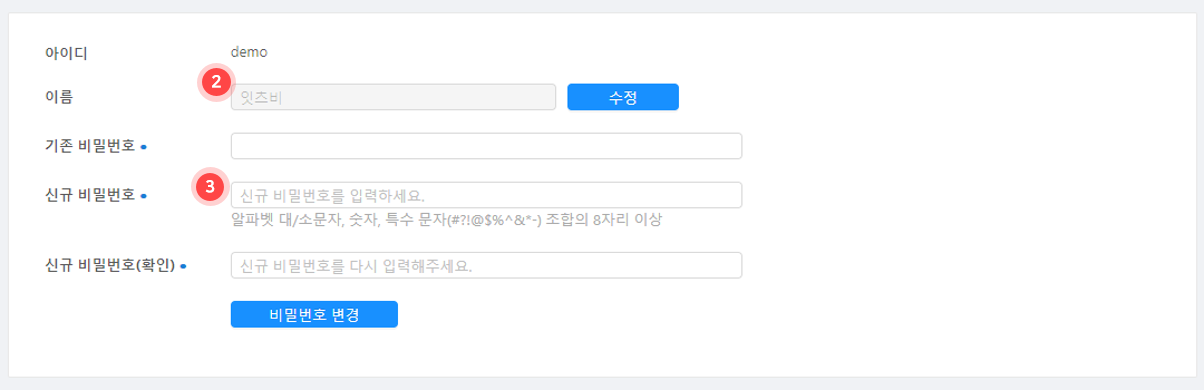 아이디 demo
2
이름 잇츠비 수정
기존 비밀번호
3
신규 비밀번호 신규 비밀번호를 입력하세요.
알파벳 대/소문자, 숫자, 특수 문자(#?!@$%^&*-) 조합의 8자리 이상
신규 비밀번호(확인) 신규 비밀번호를 다시 입력해주세요.
비밀번호 변경